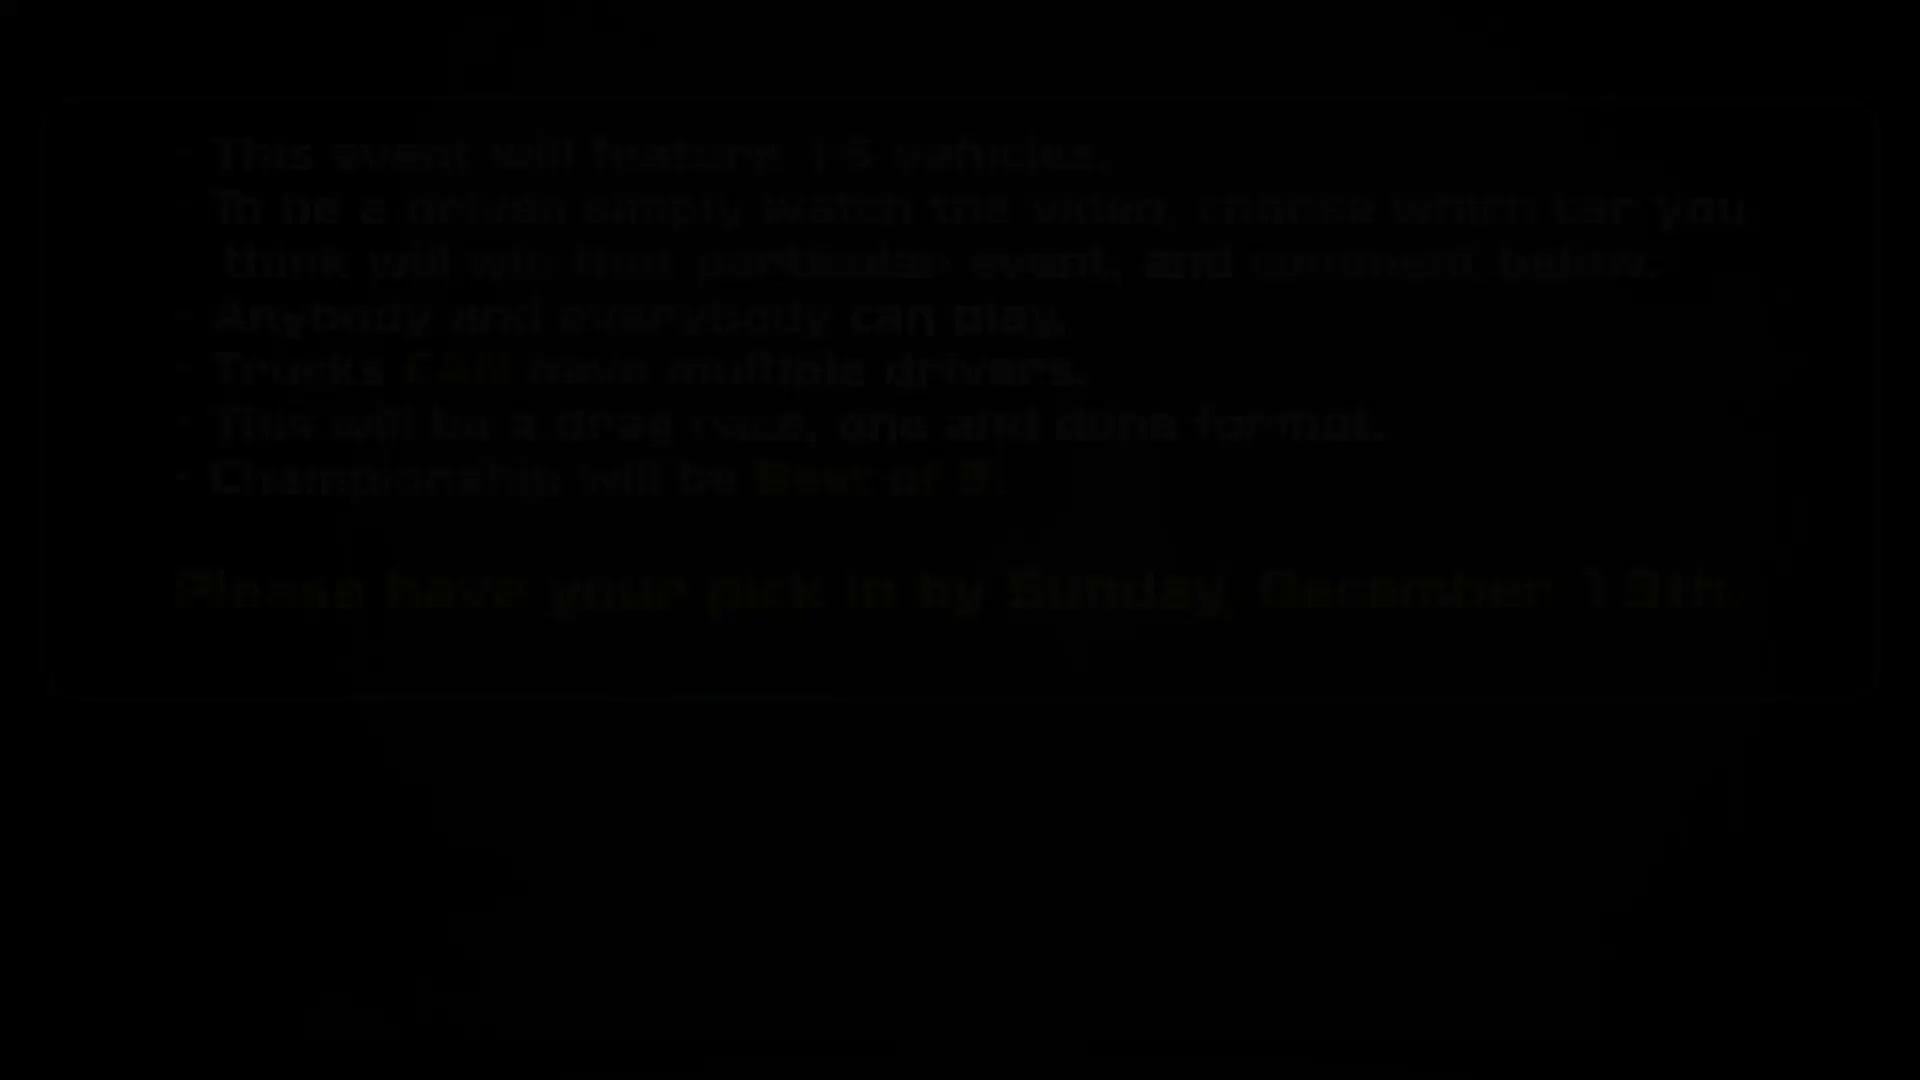 - This event will feature 16 vehicles.
- To be a driver simply watch the video, choose which car you
think will win that particular event, and comment below.
- Anybody and everybody can play.
- Trucks CAN have multiple drivers.
- This will be a drag race, one and done format.
- Championship will be Best of 3.
Please have your pick in by Sunday, December 13th.